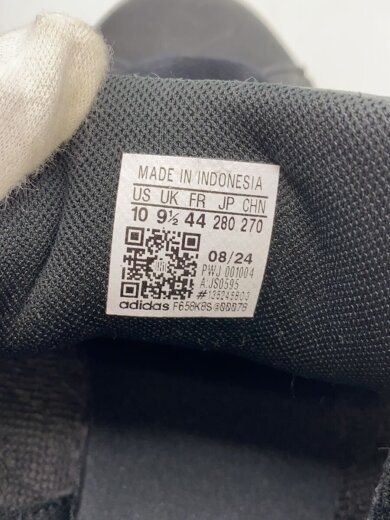 MADE IN INDONESIA
US UK FR JP CHN
10 9½ 44 280 270
08/24
PWJ 001004
A:JS0595
adidas